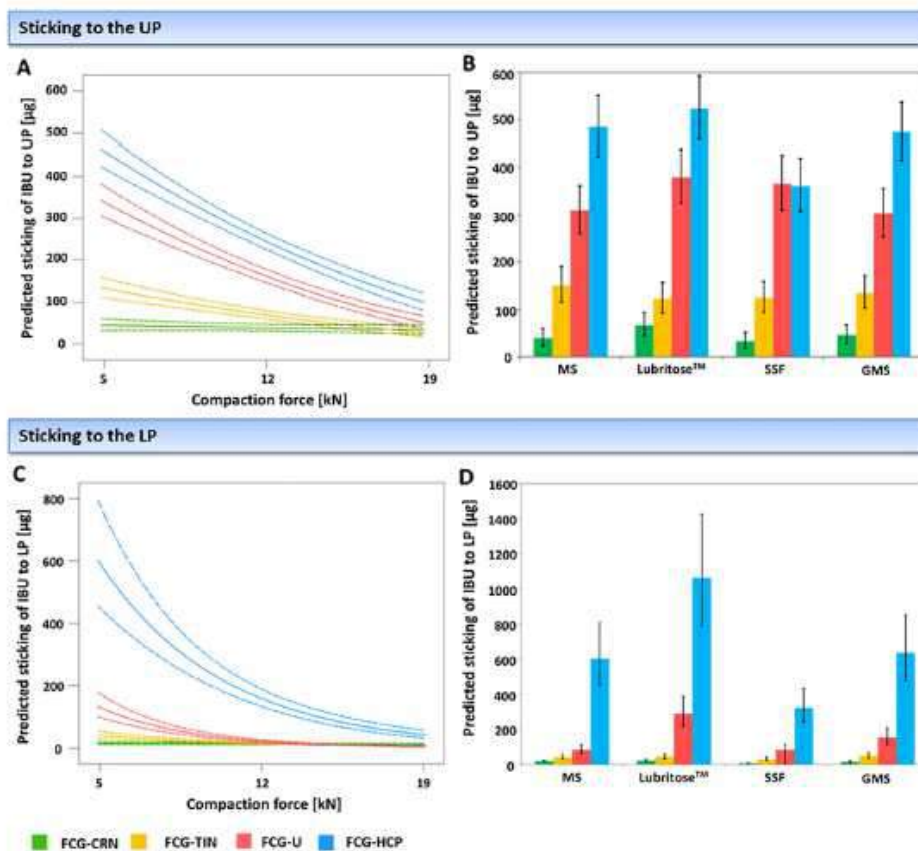 Sticking to the UP
A
Predicted sticking of IBU to UP [µg]
600
500
400
300
200
100
0
5
12
19
Compaction force [kN]
B
Predicted sticking of IBU to UP [µg]
600
500
400
300
200
100
0
MS
Lubritose™
SSF
GMS
Sticking to the LP
C
Predicted sticking of IBU to LP [µg]
800
600
400
200
0
5
12
19
Compaction force [kN]
D
Predicted sticking of IBU to LP [µg]
1600
1400
1200
1000
800
600
400
200
0
MS
Lubritose™
SSF
GMS
FCG-CRN
FCG-TIN
FCG-U
FCG-HCP